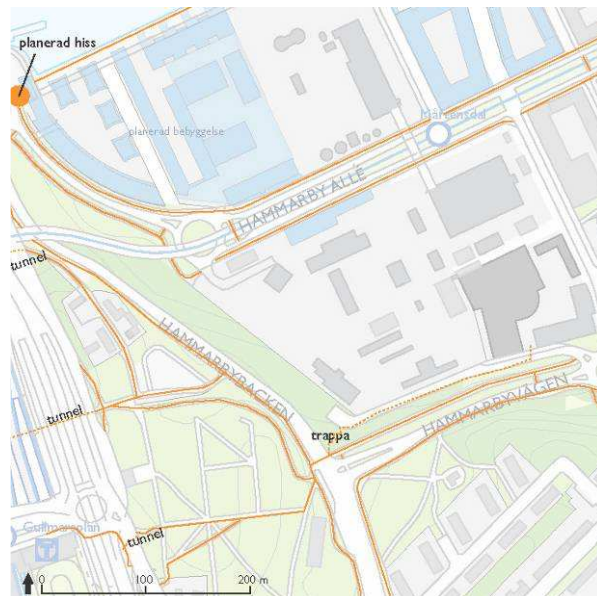 planerad hiss
planerad bebyggelse
Mårtensdal
HAMMARBY ALLÉ
tunnel
HAMMARBYBACKEN
HAMMARBYVÄGEN
tunnel
trappa
Gullmarsplan
tunnel
T
0 100 200 m